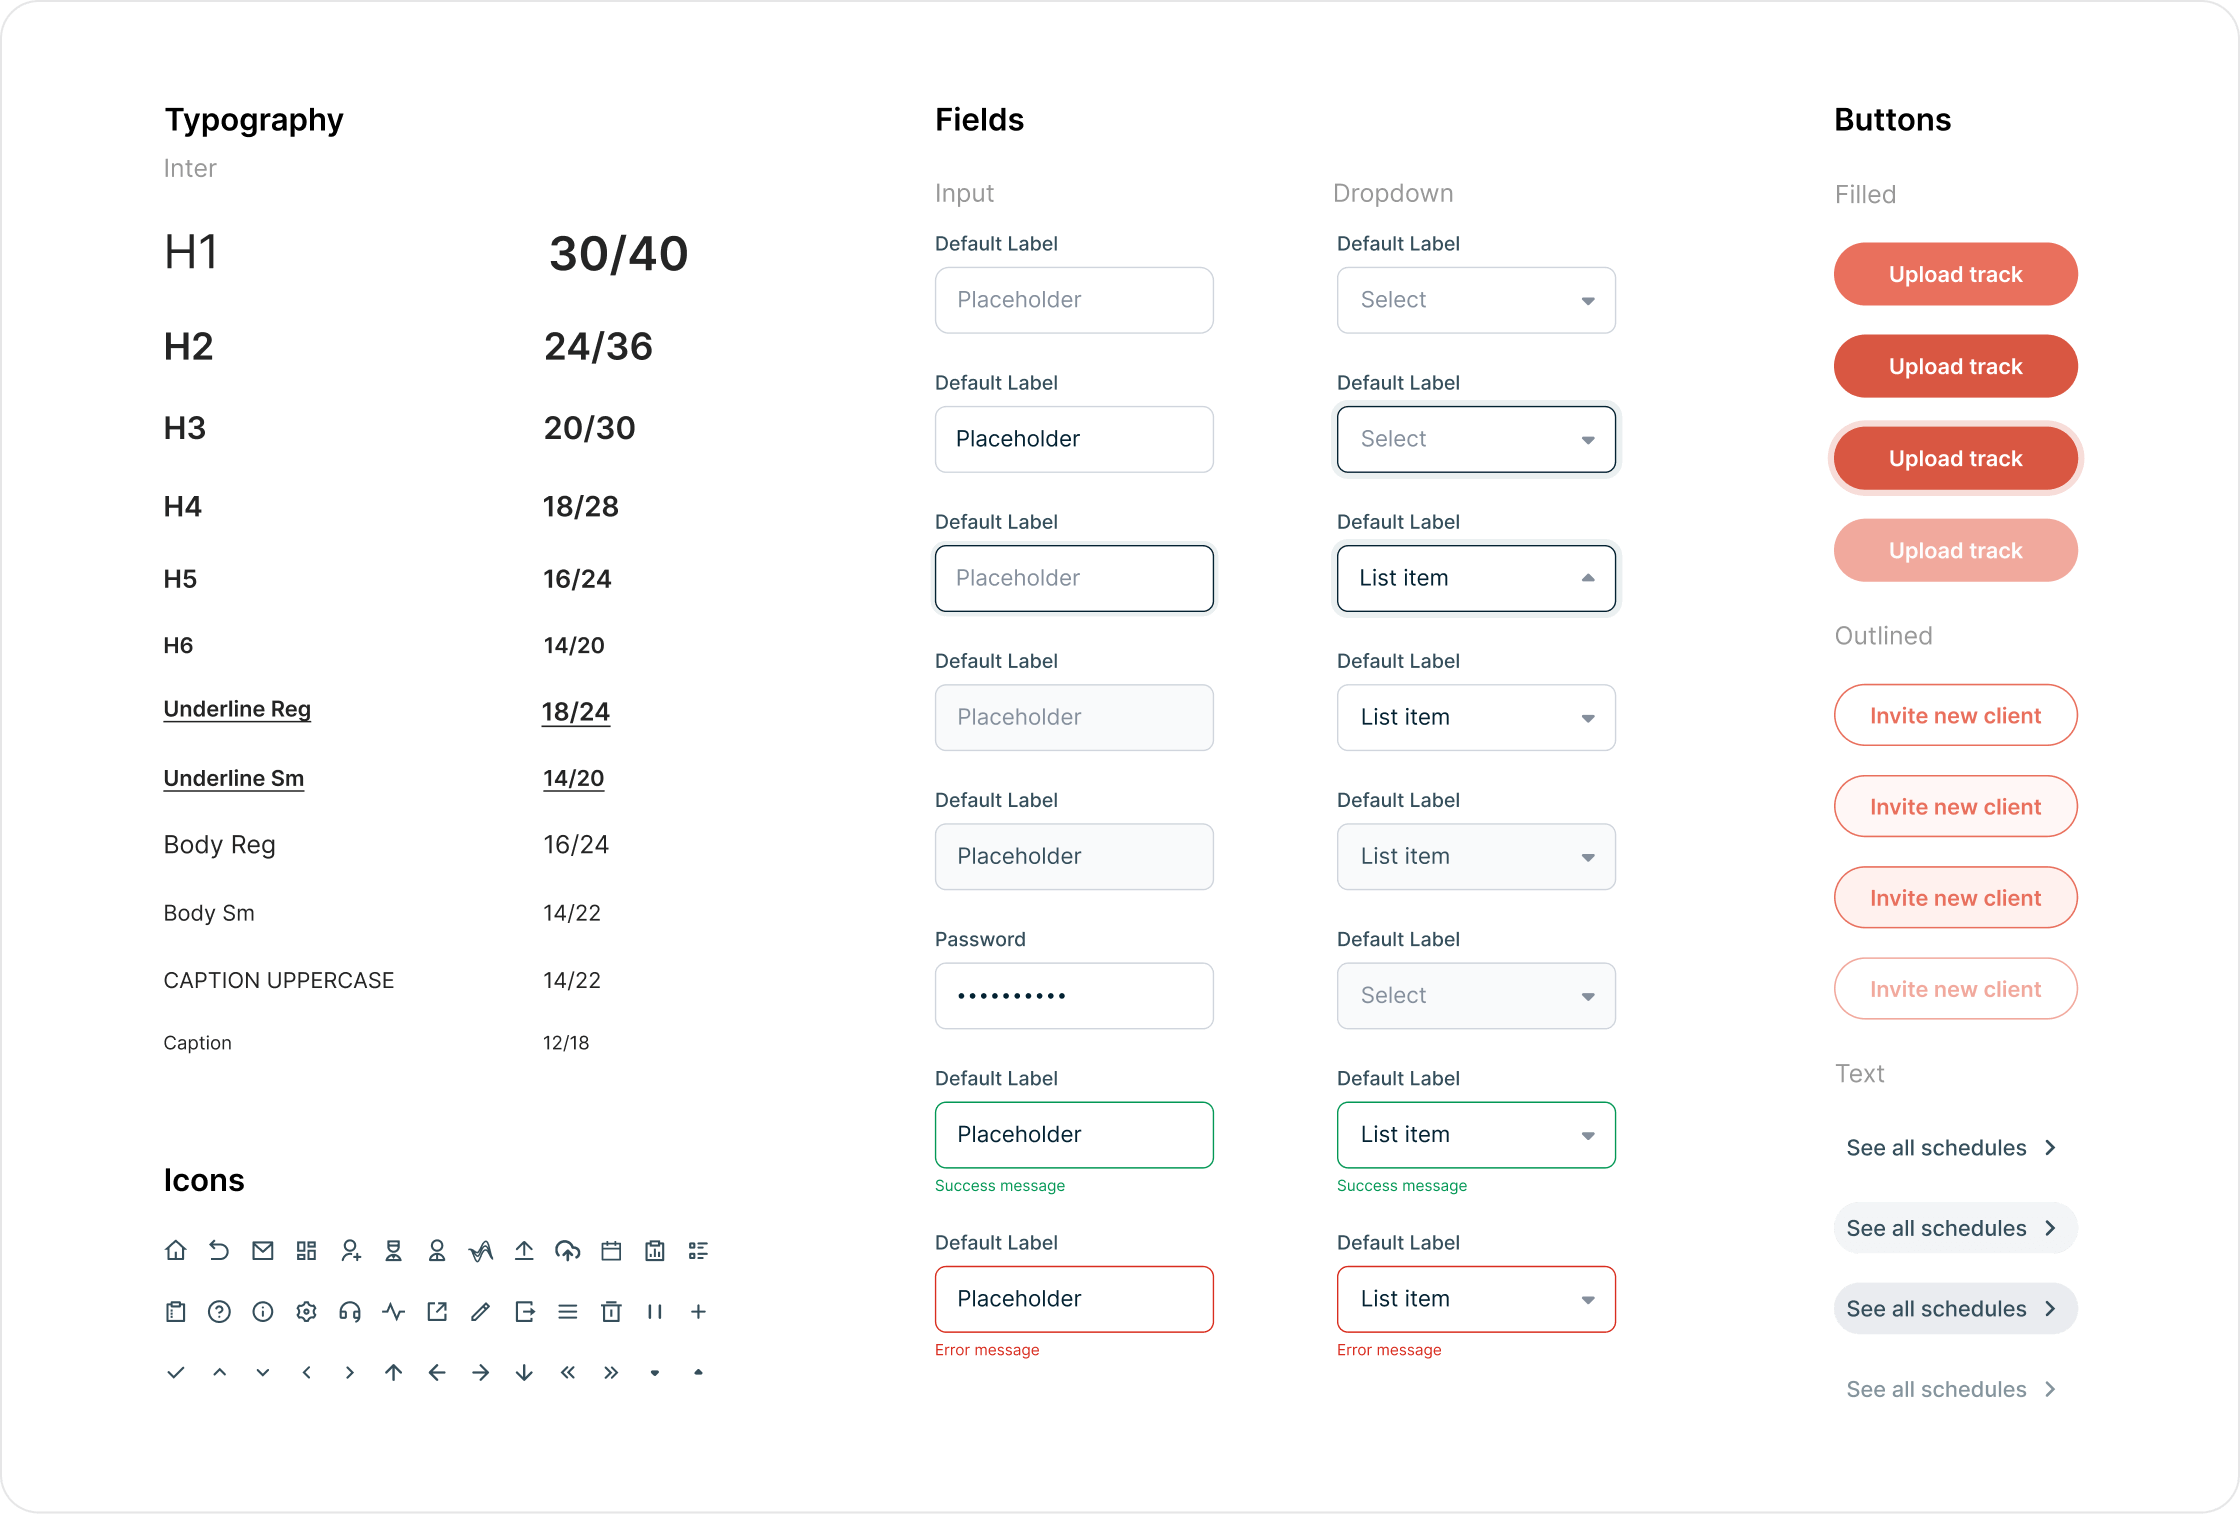 Typography
Inter
H1 30/40
H2 24/36
H3 20/30
H4 18/28
H5 16/24
H6 14/20
Underline Reg 18/24
Underline Sm 14/20
Body Reg 16/24
Body Sm 14/22
CAPTION UPPERCASE 14/22
Caption 12/18
Icons
Fields
Input
Default Label
Placeholder
Default Label
Placeholder
Default Label
Placeholder
Default Label
Placeholder
Default Label
Placeholder
Password
••••••••••
Default Label
Placeholder
Success message
Default Label
Placeholder
Error message
Dropdown
Default Label
Select
Default Label
Select
Default Label
List item
Default Label
List item
Default Label
List item
Default Label
Select
Default Label
List item
Success message
Default Label
List item
Error message
Buttons
Filled
Upload track
Upload track
Upload track
Upload track
Outlined
Invite new client
Invite new client
Invite new client
Invite new client
Text
See all schedules
See all schedules
See all schedules
See all schedules